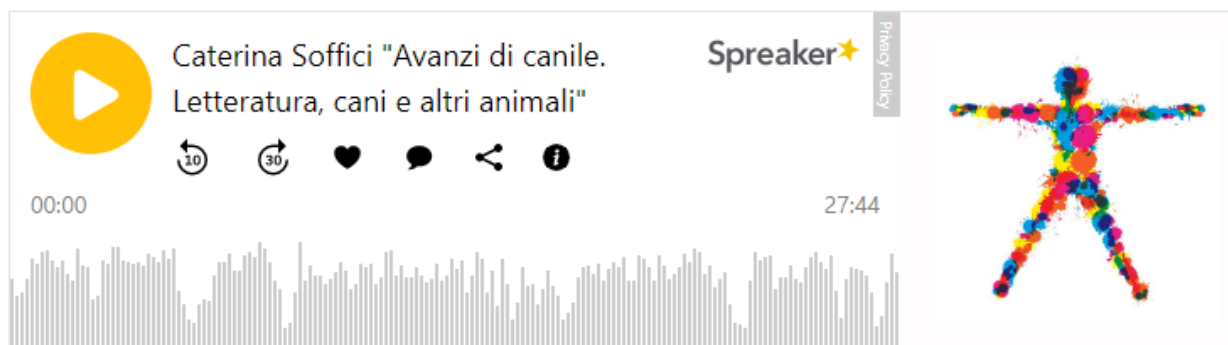 Caterina Soffici "Avanzi di canile.
Letteratura, cani e altri animali"
Spreaker
Privacy Policy
10
30
i
00:00
27:44